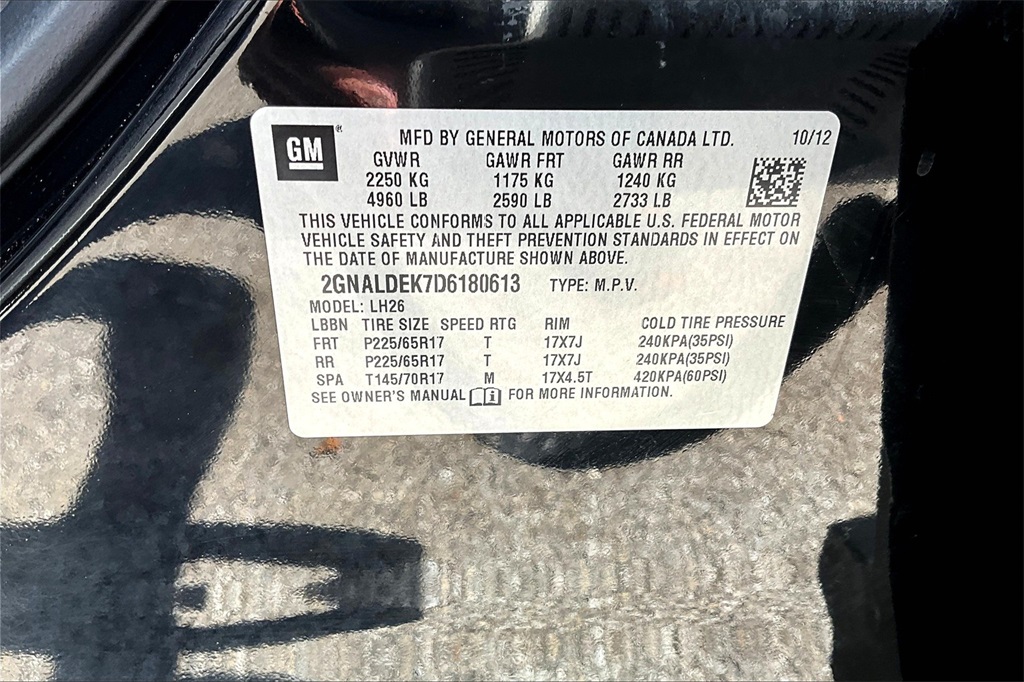 GM ® MFD BY GENERAL MOTORS OF CANADA LTD. 10/12
GVWR GAWR FRT GAWR RR
2250 KG 1175 KG 1240 KG
4960 LB 2590 LB 2733 LB
THIS VEHICLE CONFORMS TO ALL APPLICABLE U.S. FEDERAL MOTOR
VEHICLE SAFETY AND THEFT PREVENTION STANDARDS IN EFFECT ON
THE DATE OF MANUFACTURE SHOWN ABOVE.
2GNALDEK7D6180613 TYPE: M.P.V.
MODEL: LH26
LBBN TIRE SIZE SPEED RTG RIM COLD TIRE PRESSURE
FRT P225/65R17 T 17X7J 240KPA(35PSI)
RR P225/65R17 T 17X7J 240KPA(35PSI)
SPA T145/70R17 M 17X4.5T 420KPA(60PSI)
SEE OWNER'S MANUAL i FOR MORE INFORMATION.